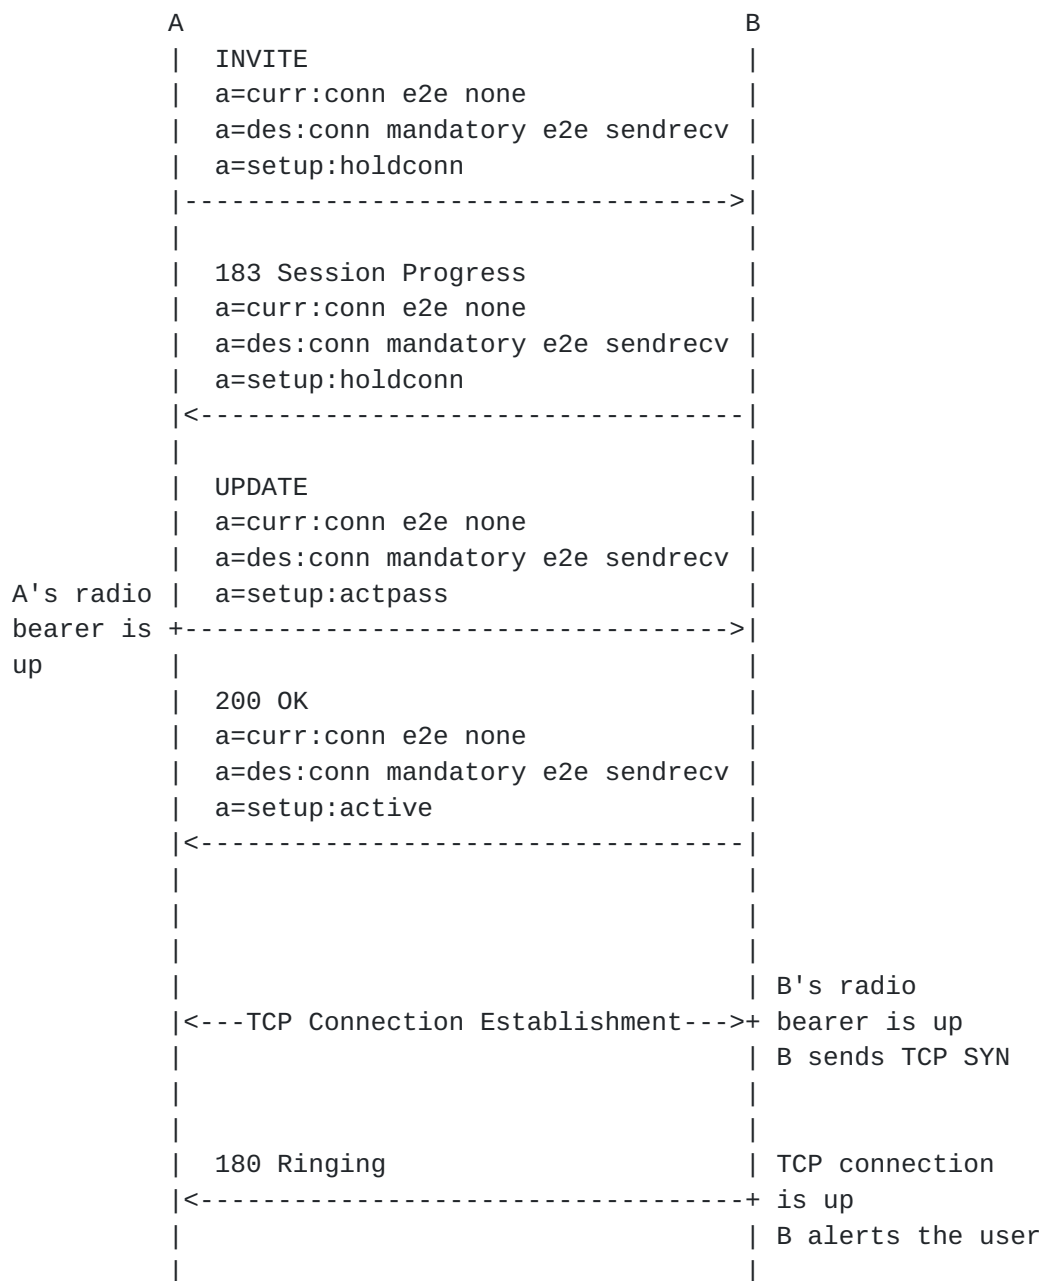 A                                    B
          |  INVITE                            |
          |  a=curr:conn e2e none              |
          |  a=des:conn mandatory e2e sendrecv |
          |  a=setup:holdconn                  |
          |----------------------------------->|
          |                                    |
          |  183 Session Progress              |
          |  a=curr:conn e2e none              |
          |  a=des:conn mandatory e2e sendrecv |
          |  a=setup:holdconn                  |
          |<-----------------------------------|
          |                                    |
          |  UPDATE                            |
          |  a=curr:conn e2e none              |
          |  a=des:conn mandatory e2e sendrecv |
A's radio |  a=setup:actpass                   |
bearer is +----------------------------------->|
up        |                                    |
          |  200 OK                            |
          |  a=curr:conn e2e none              |
          |  a=des:conn mandatory e2e sendrecv |
          |  a=setup:active                    |
          |<-----------------------------------|
          |                                    |
          |                                    |
          |                                    |
          |                                    | B's radio
          |<---TCP Connection Establishment--->+ bearer is up
          |                                    | B sends TCP SYN
          |                                    |
          |                                    |
          |  180 Ringing                       | TCP connection
          |<-----------------------------------+ is up
          |                                    | B alerts the user
          |                                    |